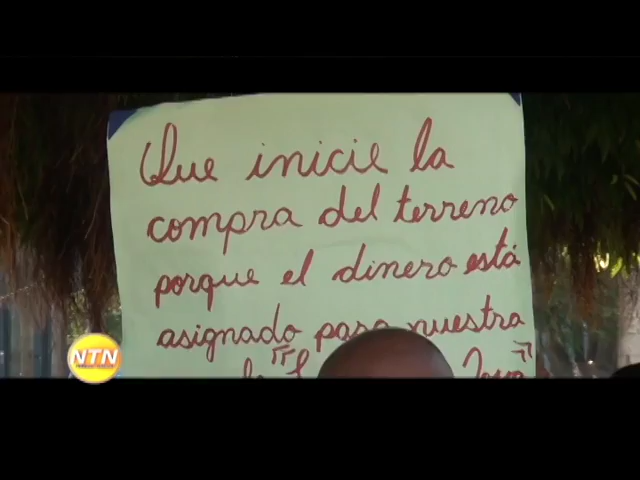 Que inicie la
compra del terreno
porque el dinero está
asignado para nuestra
NTN